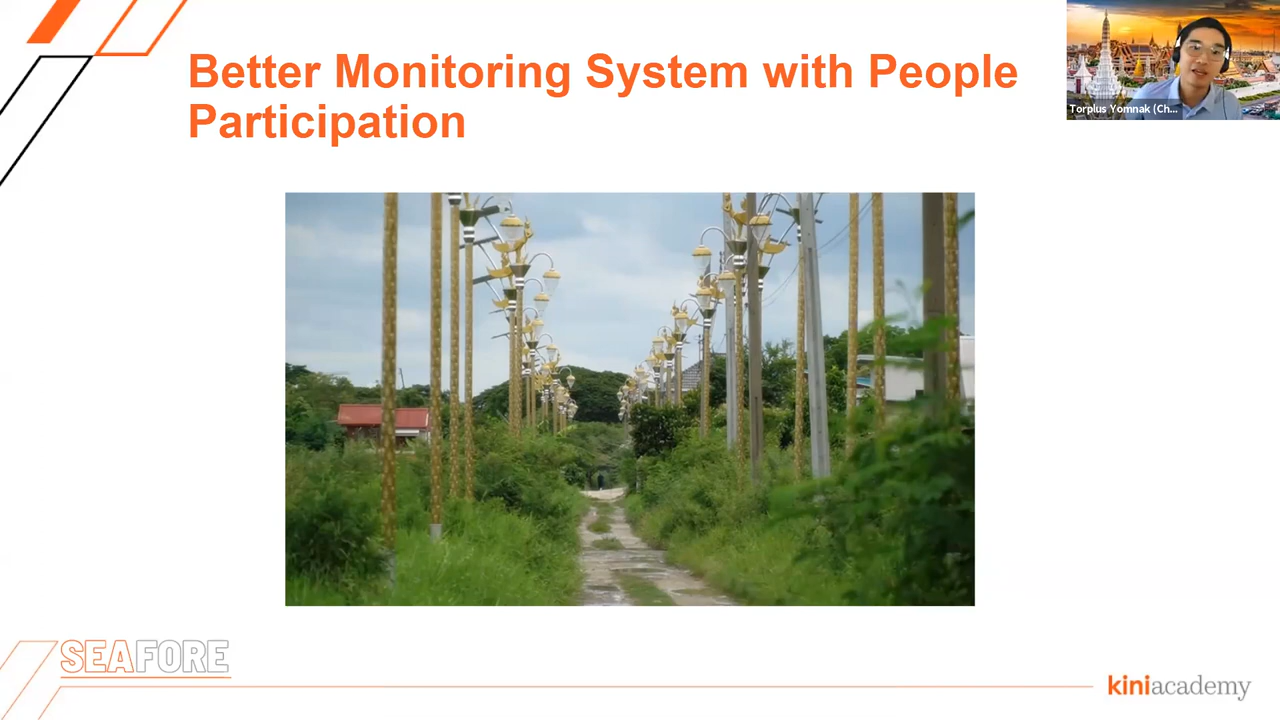 Better Monitoring System with People
Participation
Torplus Yomnak (Ch...
SEAFORE
kiniacademy